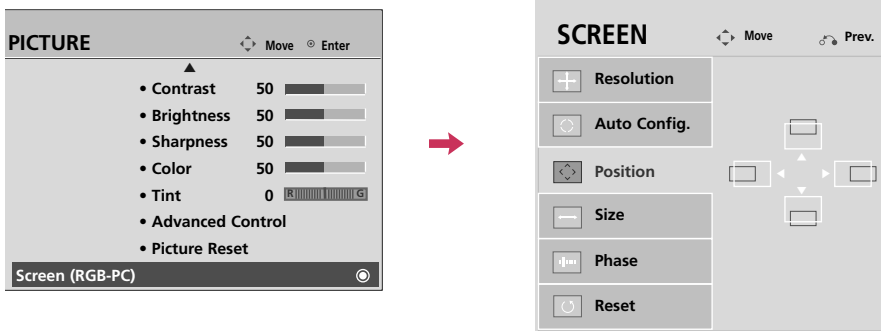 PICTURE
Move
Enter
• Contrast 50
• Brightness 50
• Sharpness 50
• Color 50
• Tint 0 R G
• Advanced Control
• Picture Reset
Screen (RGB-PC)
SCREEN
Move
Prev.
Resolution
Auto Config.
Position
Size
Phase
Reset